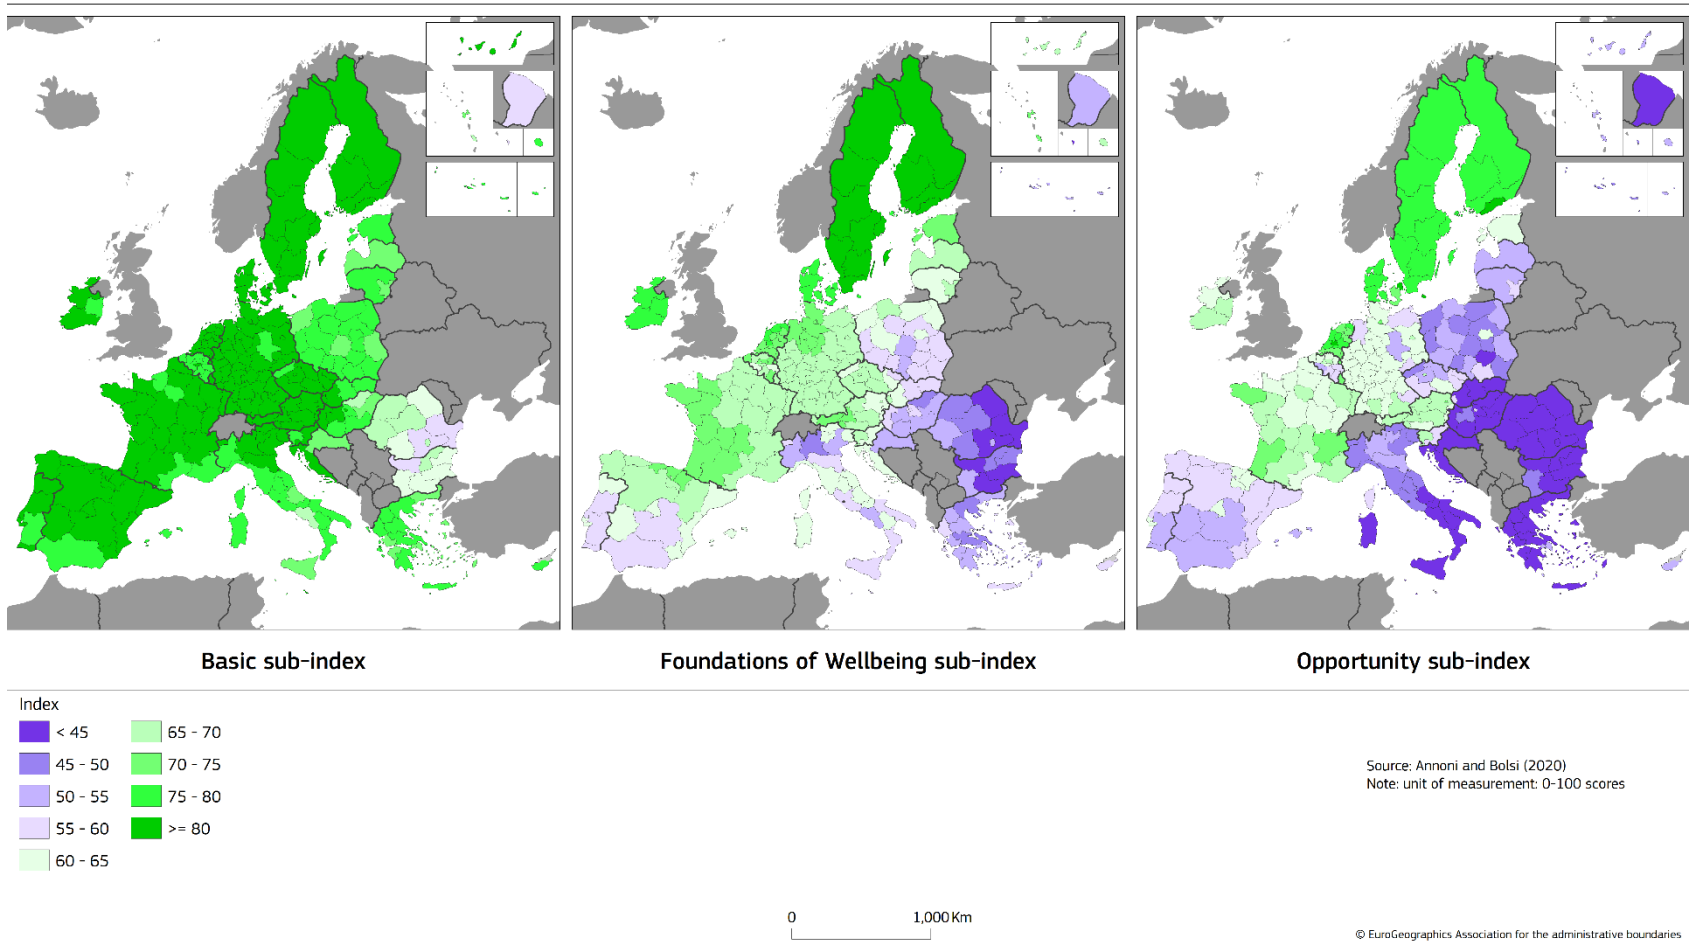 Basic sub-index
Foundations of Wellbeing sub-index
Opportunity sub-index
Index
< 45
45 - 50
50 - 55
55 - 60
60 - 65
65 - 70
70 - 75
75 - 80
>= 80
Source: Annoni and Bolsi (2020)
Note: unit of measurement: 0-100 scores
0
1,000 Km
© EuroGeographics Association for the administrative boundaries